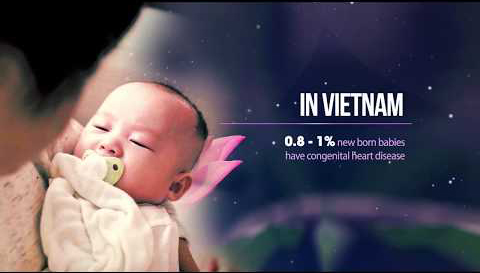 IN VIETNAM
0.8 - 1% new born babies
have congenital heart disease